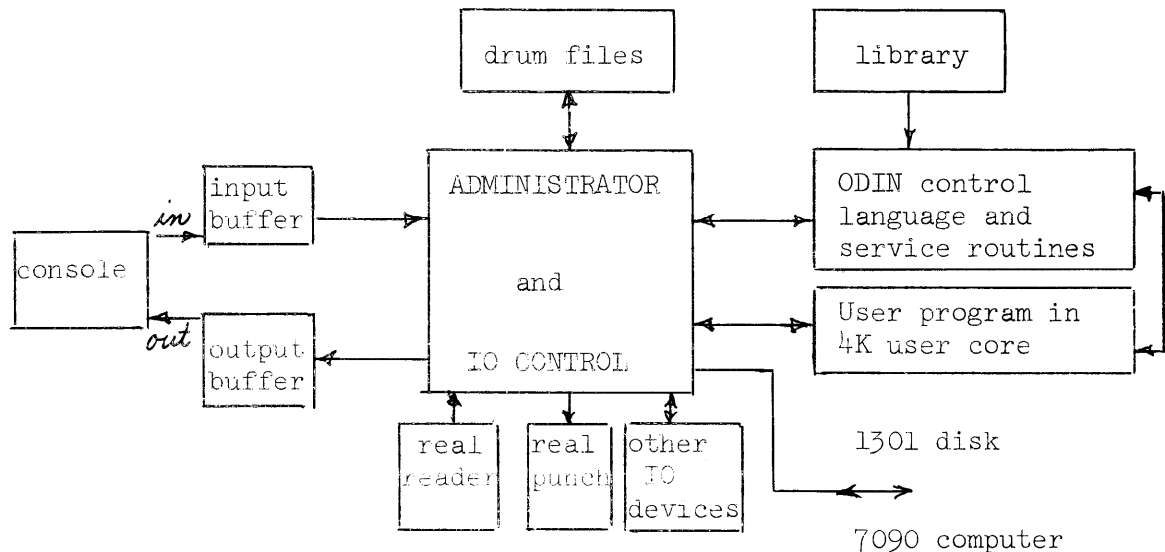 drum files
library
input
buffer
in
console
out
output
buffer
ADMINISTRATOR
and
IO CONTROL
ODIN control
language and
service routines
User program in
4K user core
real
reader
real
punch
other
IO
devices
1301 disk
7090 computer